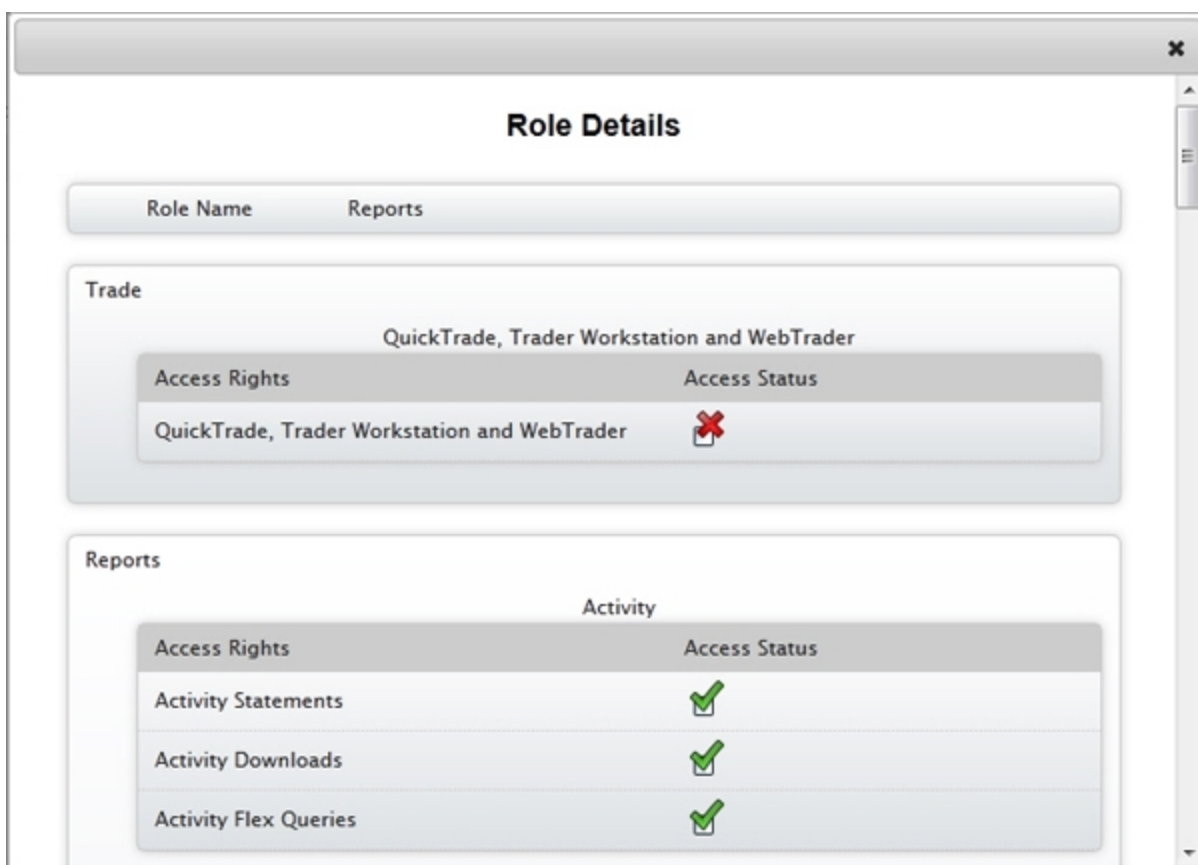 Role Details
Role Name Reports
Trade
QuickTrade, Trader Workstation and WebTrader
Access Rights Access Status
QuickTrade, Trader Workstation and WebTrader
Reports
Activity
Access Rights Access Status
Activity Statements
Activity Downloads
Activity Flex Queries